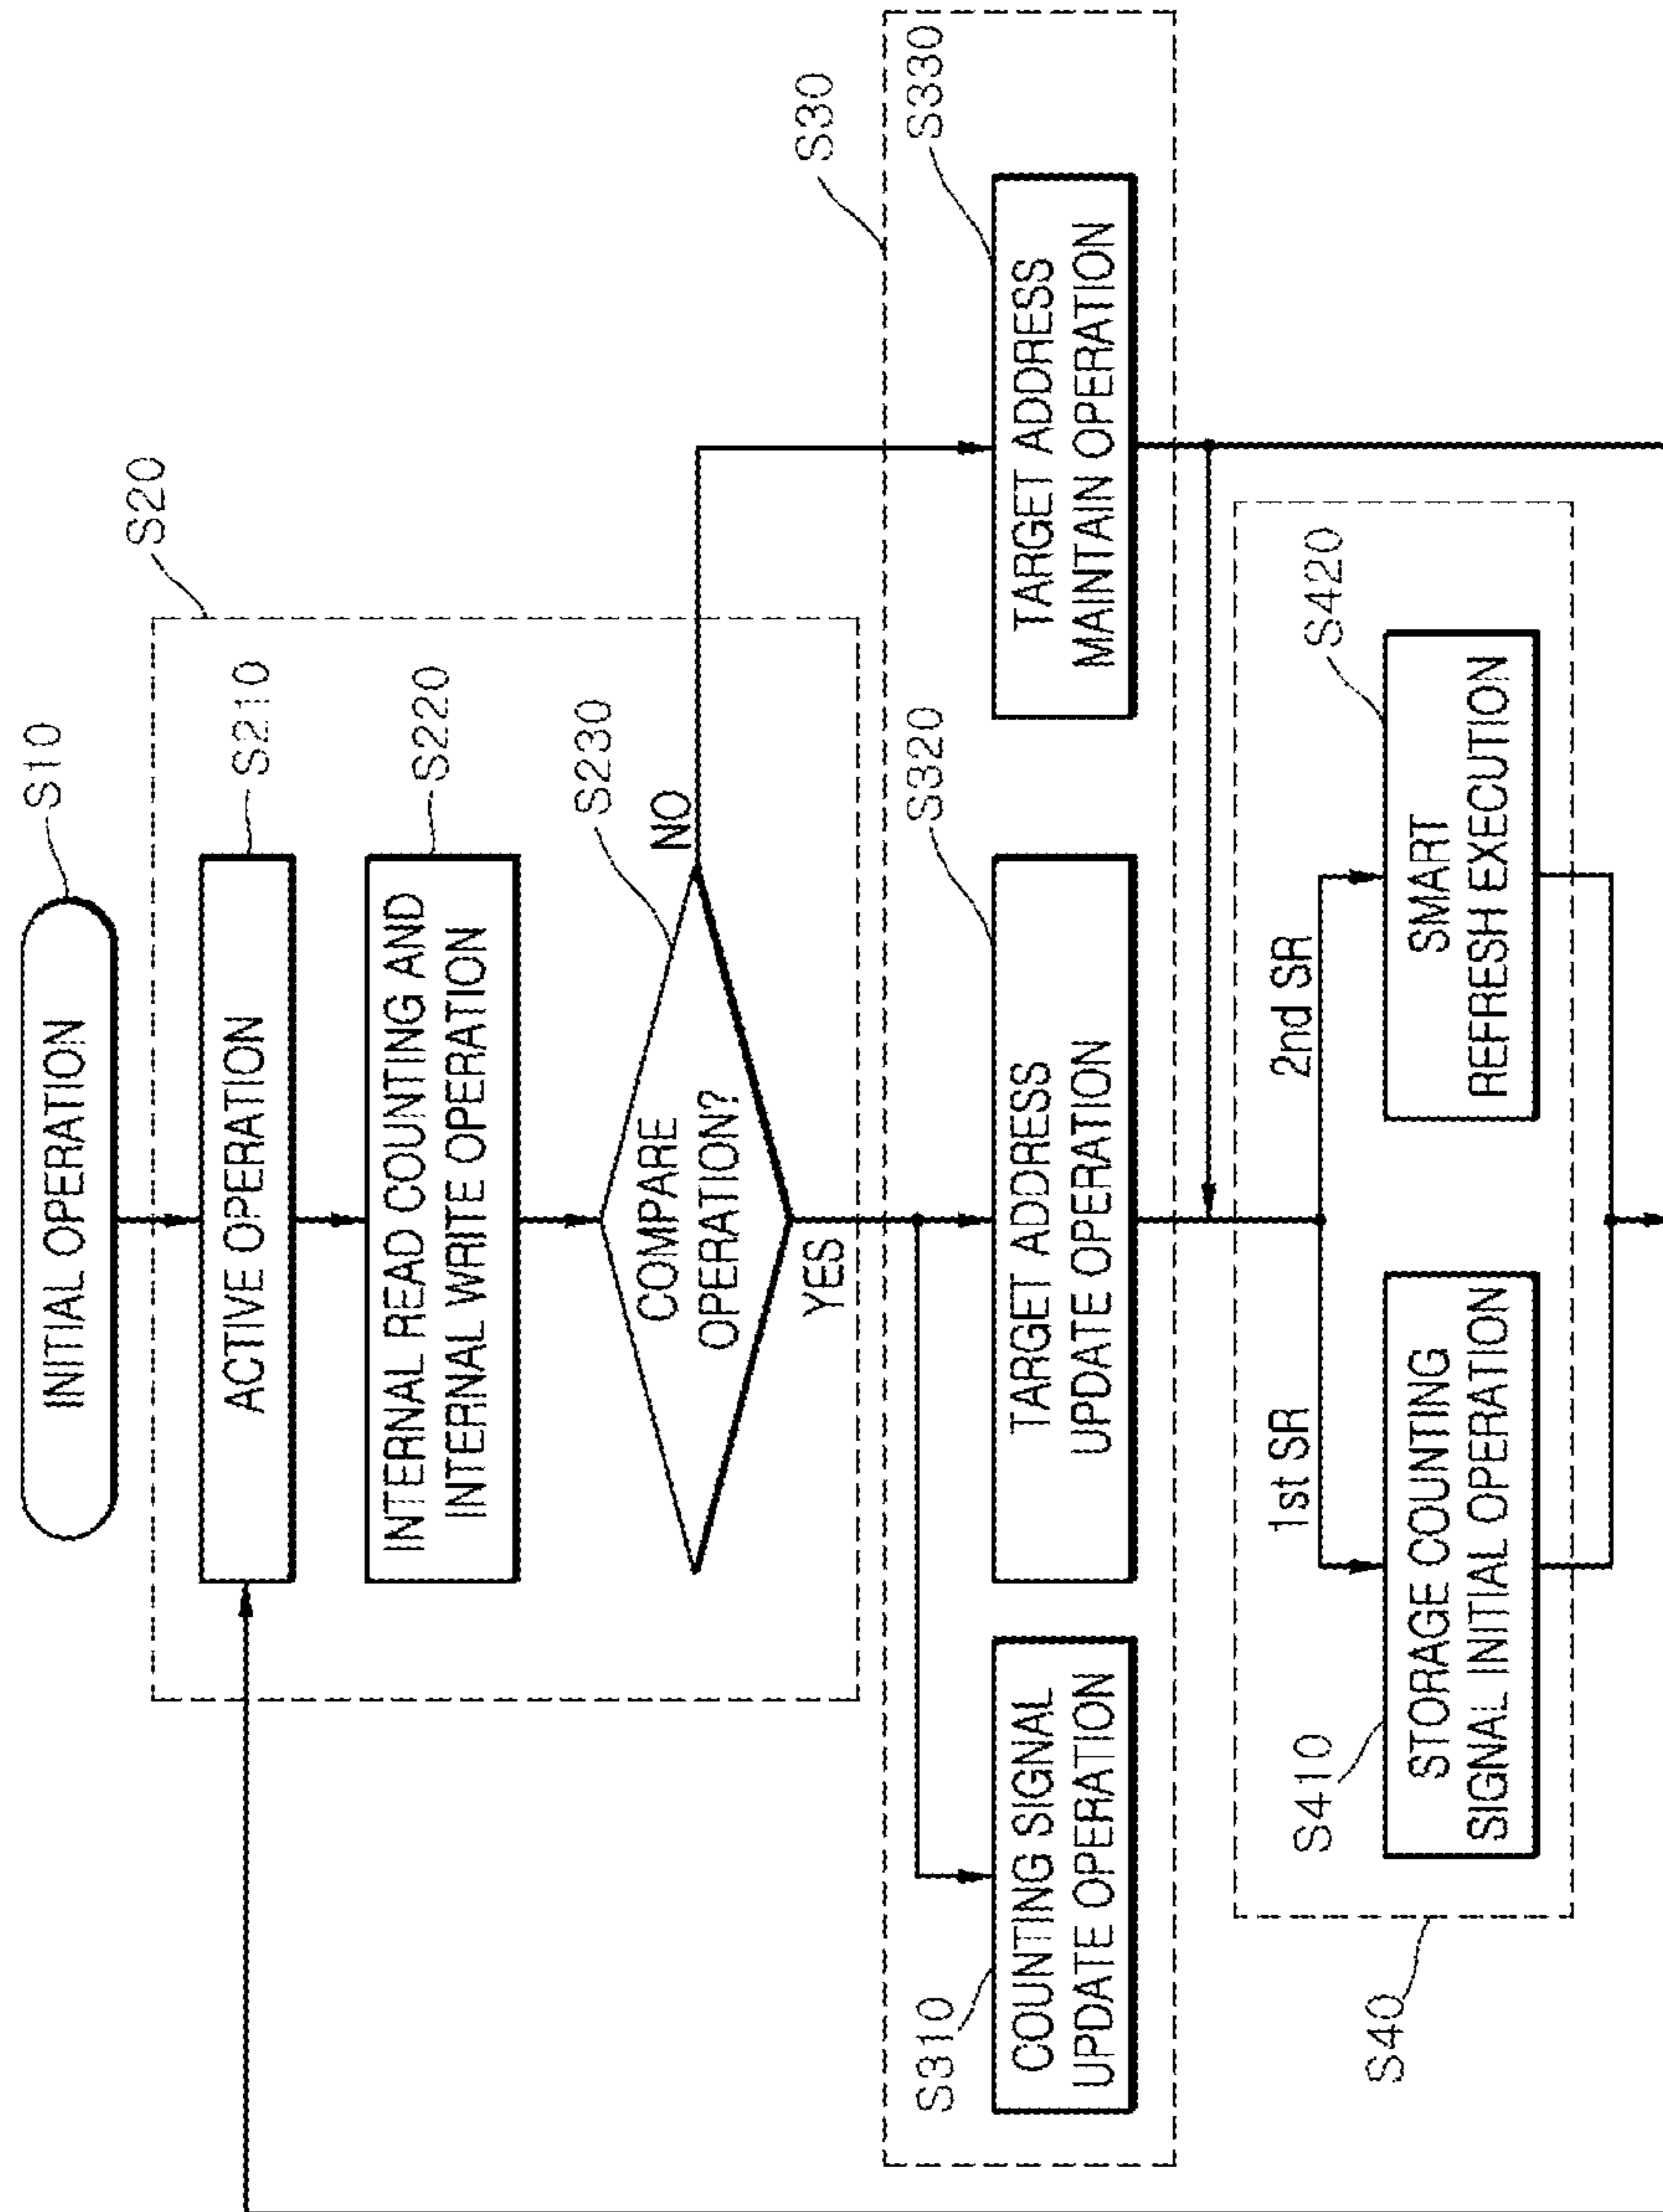 S10
INITIAL OPERATION
S20
ACTIVE OPERATION
S210
INTERNAL READ COUNTING AND
INTERNAL WRITE OPERATION
S220
COMPARE
OPERATION?
S230
NO
YES
S30
S310
COUNTING SIGNAL
UPDATE OPERATION
S320
TARGET ADDRESS
UPDATE OPERATION
S330
TARGET ADDRESS
MAINTAIN OPERATION
1st SR
2nd SR
S410
STORAGE COUNTING
SIGNAL INITIAL OPERATION
S420
SMART
REFRESH EXECUTION
S40